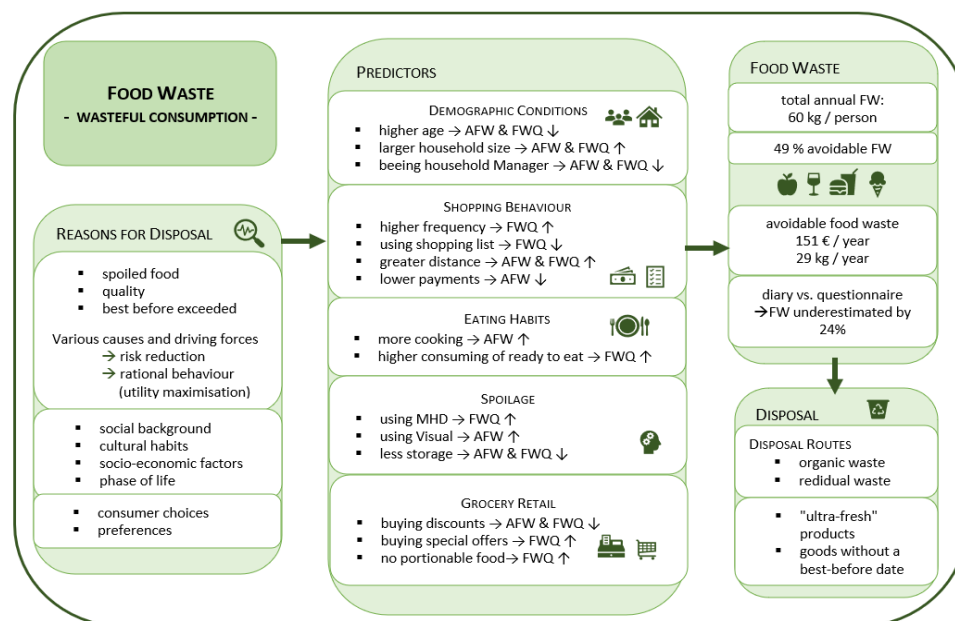 FOOD WASTE
- WASTEFUL CONSUMPTION -
REASONS FOR DISPOSAL
▪ spoiled food
▪ quality
▪ best before exceeded
Various causes and driving forces
→ risk reduction
→ rational behaviour
(utility maximisation)
▪ social background
▪ cultural habits
▪ socio-economic factors
▪ phase of life
▪ consumer choices
▪ preferences
PREDICTORS
DEMOGRAPHIC CONDITIONS
▪ higher age → AFW & FWQ ↓
▪ larger household size → AFW & FWQ ↑
▪ beeing household Manager → AFW & FWQ ↓
SHOPPING BEHAVIOUR
▪ higher frequency → FWQ ↑
▪ using shopping list → FWQ ↓
▪ greater distance → AFW & FWQ ↑
▪ lower payments → AFW ↓
EATING HABITS
▪ more cooking → AFW ↑
▪ higher consuming of ready to eat → FWQ ↑
SPOILAGE
▪ using MHD → FWQ ↑
▪ using Visual → AFW ↑
▪ less storage → AFW & FWQ ↓
GROCERY RETAIL
▪ buying discounts → AFW & FWQ ↓
▪ buying special offers → FWQ ↑
▪ no portionable food→ FWQ ↑
FOOD WASTE
total annual FW:
60 kg / person
49 % avoidable FW
avoidable food waste
151 € / year
29 kg / year
diary vs. questionnaire
→FW underestimated by
24%
DISPOSAL
DISPOSAL ROUTES
▪ organic waste
▪ redidual waste
▪ "ultra-fresh"
products
▪ goods without a
best-before date